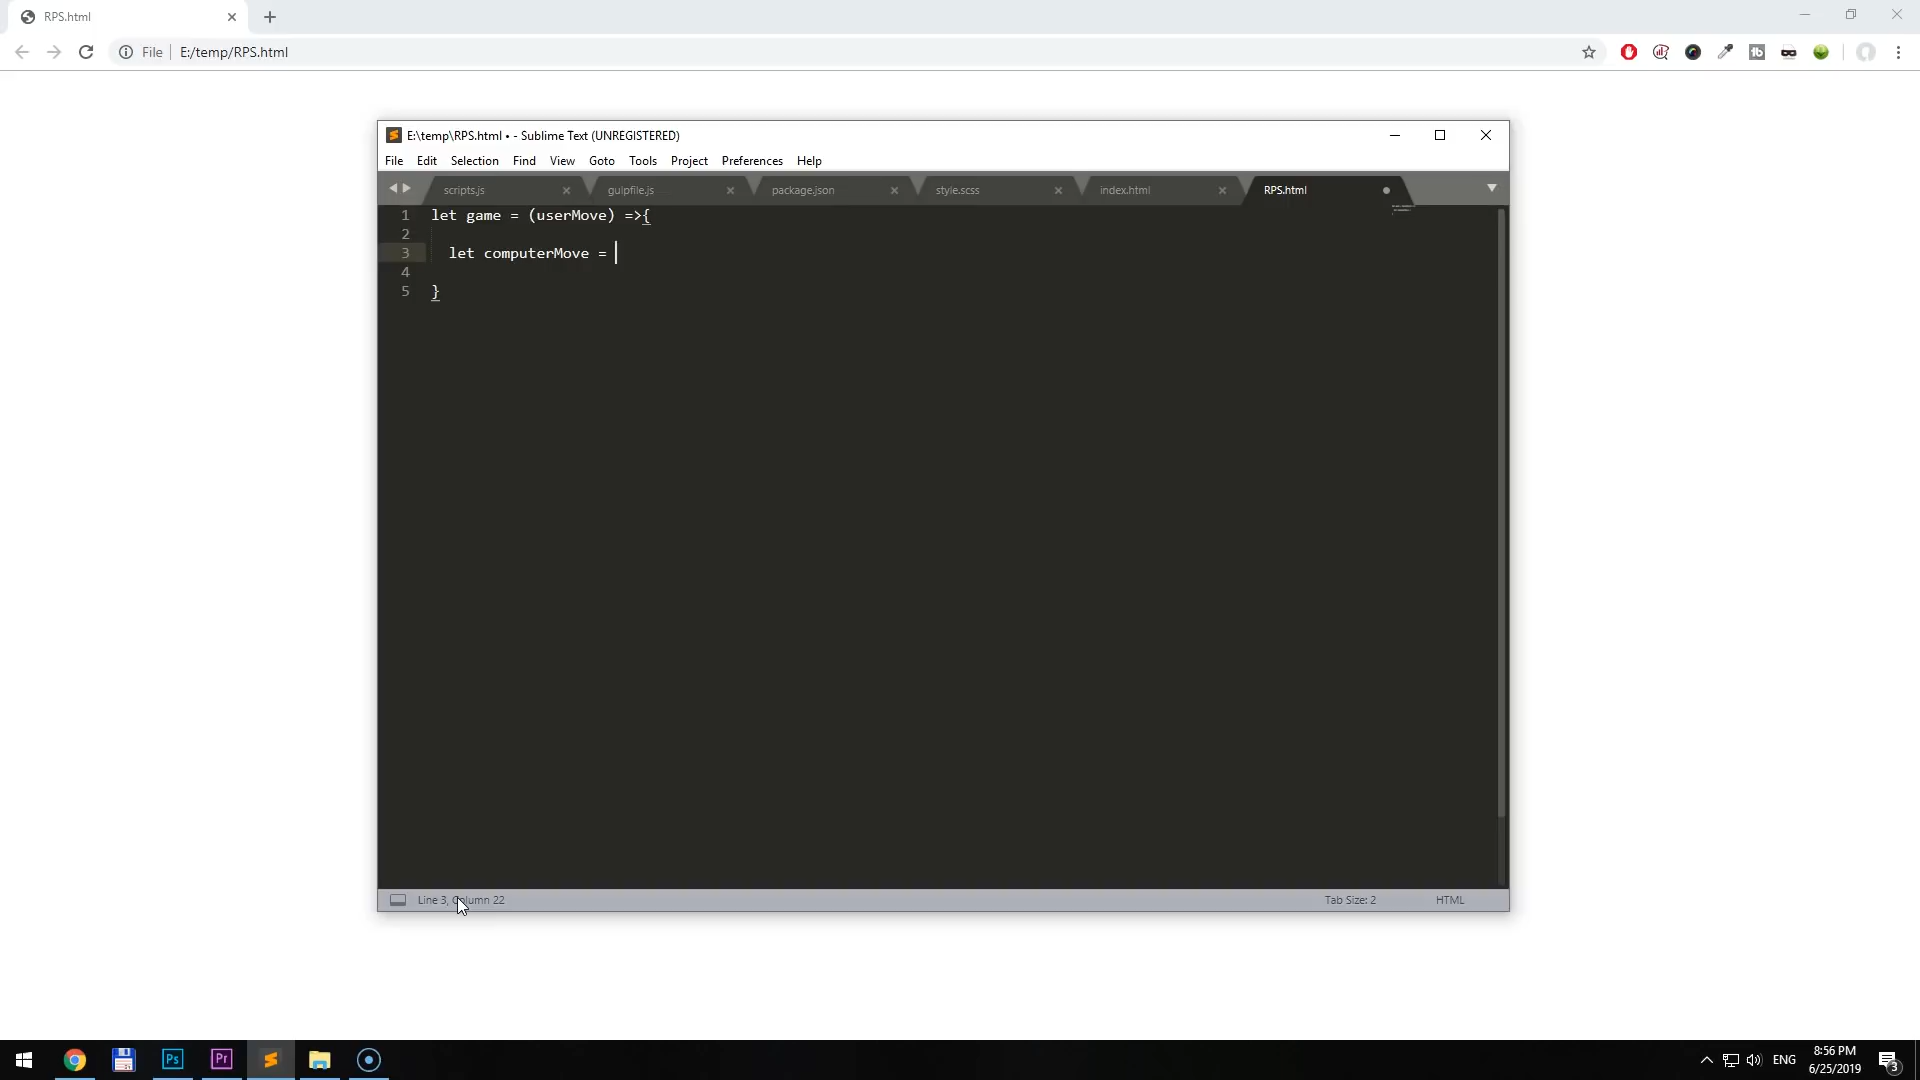 RPS.html
File E:/temp/RPS.html
E:\temp\RPS.html • - Sublime Text (UNREGISTERED)
File Edit Selection Find View Goto Tools Project Preferences Help
scripts.js gulpfile.js package.json style.scss index.html RPS.html
1 let game = (userMove) =>{
2
3 let computerMove =
4
5 }
Line 3, Column 22 Tab Size: 2 HTML
Ps Pr ENG 8:56 PM
6/25/2019 3